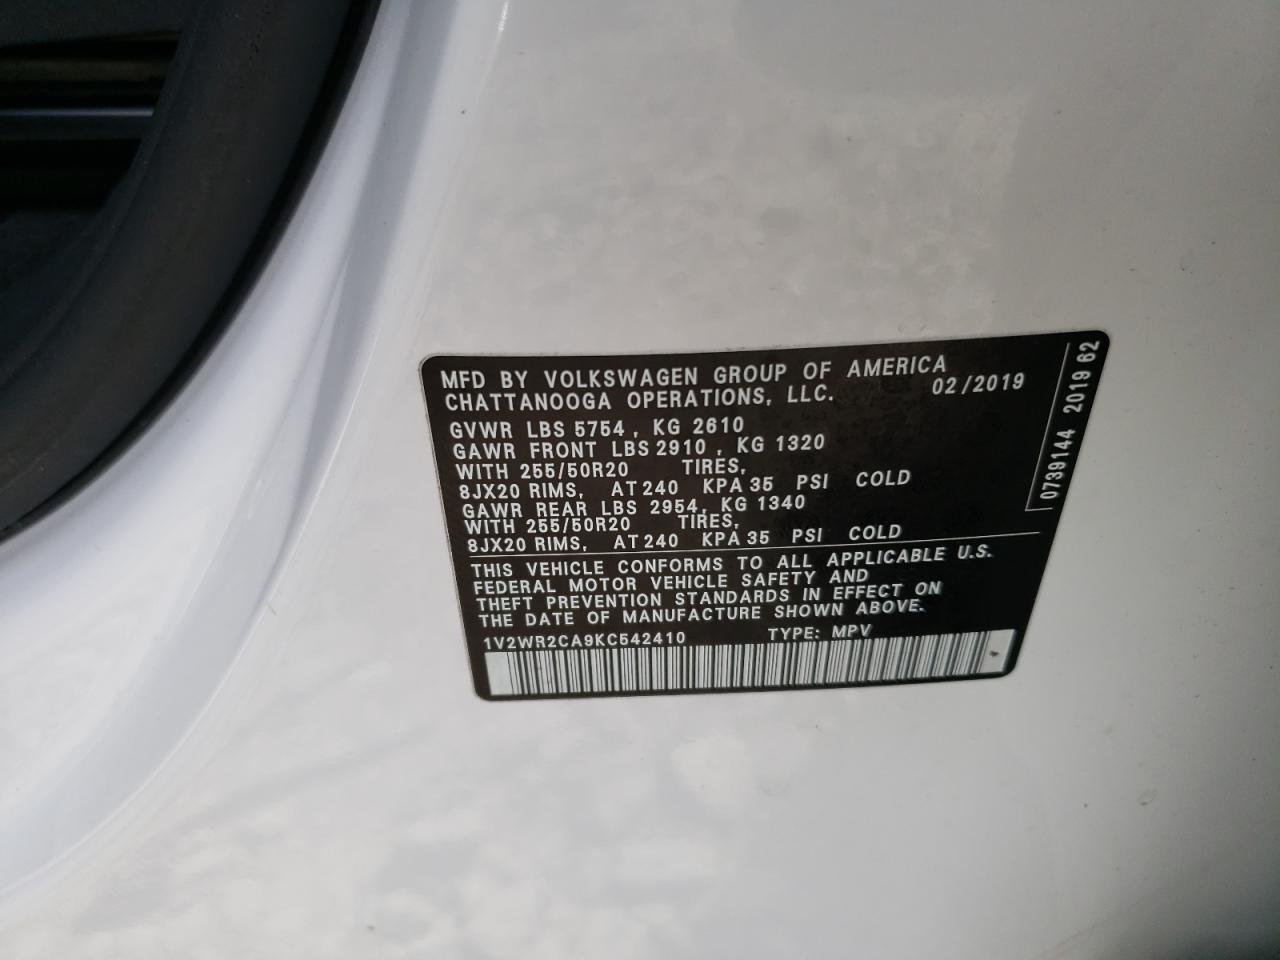 MFD BY VOLKSWAGEN GROUP OF AMERICA
CHATTANOOGA OPERATIONS, LLC. 02/2019
GVWR LBS 5754, KG 2610
GAWR FRONT LBS 2910, KG 1320
WITH 255/50R20 TIRES,
8JX20 RIMS, AT 240 KPA 35 PSI COLD
GAWR REAR LBS 2954, KG 1340
WITH 255/50R20 TIRES,
8JX20 RIMS, AT 240 KPA 35 PSI COLD
THIS VEHICLE CONFORMS TO ALL APPLICABLE U.S.
FEDERAL MOTOR VEHICLE SAFETY AND
THEFT PREVENTION STANDARDS IN EFFECT ON
THE DATE OF MANUFACTURE SHOWN ABOVE.
1V2WR2CA9KC542410 TYPE: MPV
0739144 2019 62